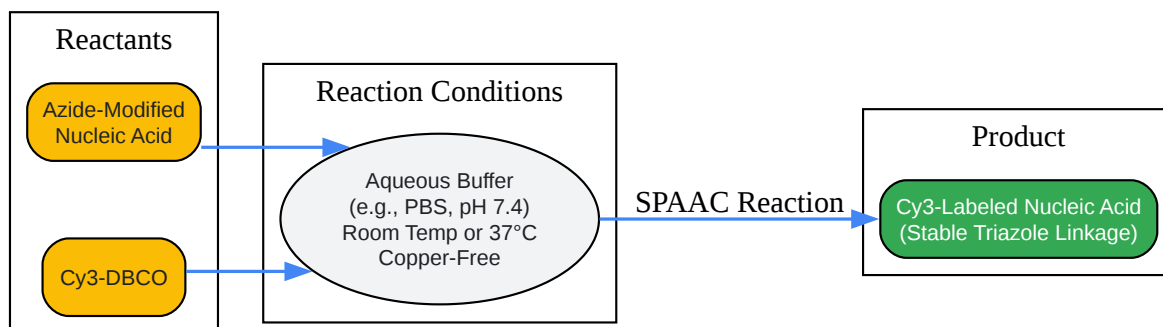 Reactants
Azide-Modified
Nucleic Acid
Cy3-DBCO
Reaction Conditions
Aqueous Buffer
(e.g., PBS, pH 7.4)
Room Temp or 37°C
Copper-Free
SPAAC Reaction
Product
Cy3-Labeled Nucleic Acid
(Stable Triazole Linkage)